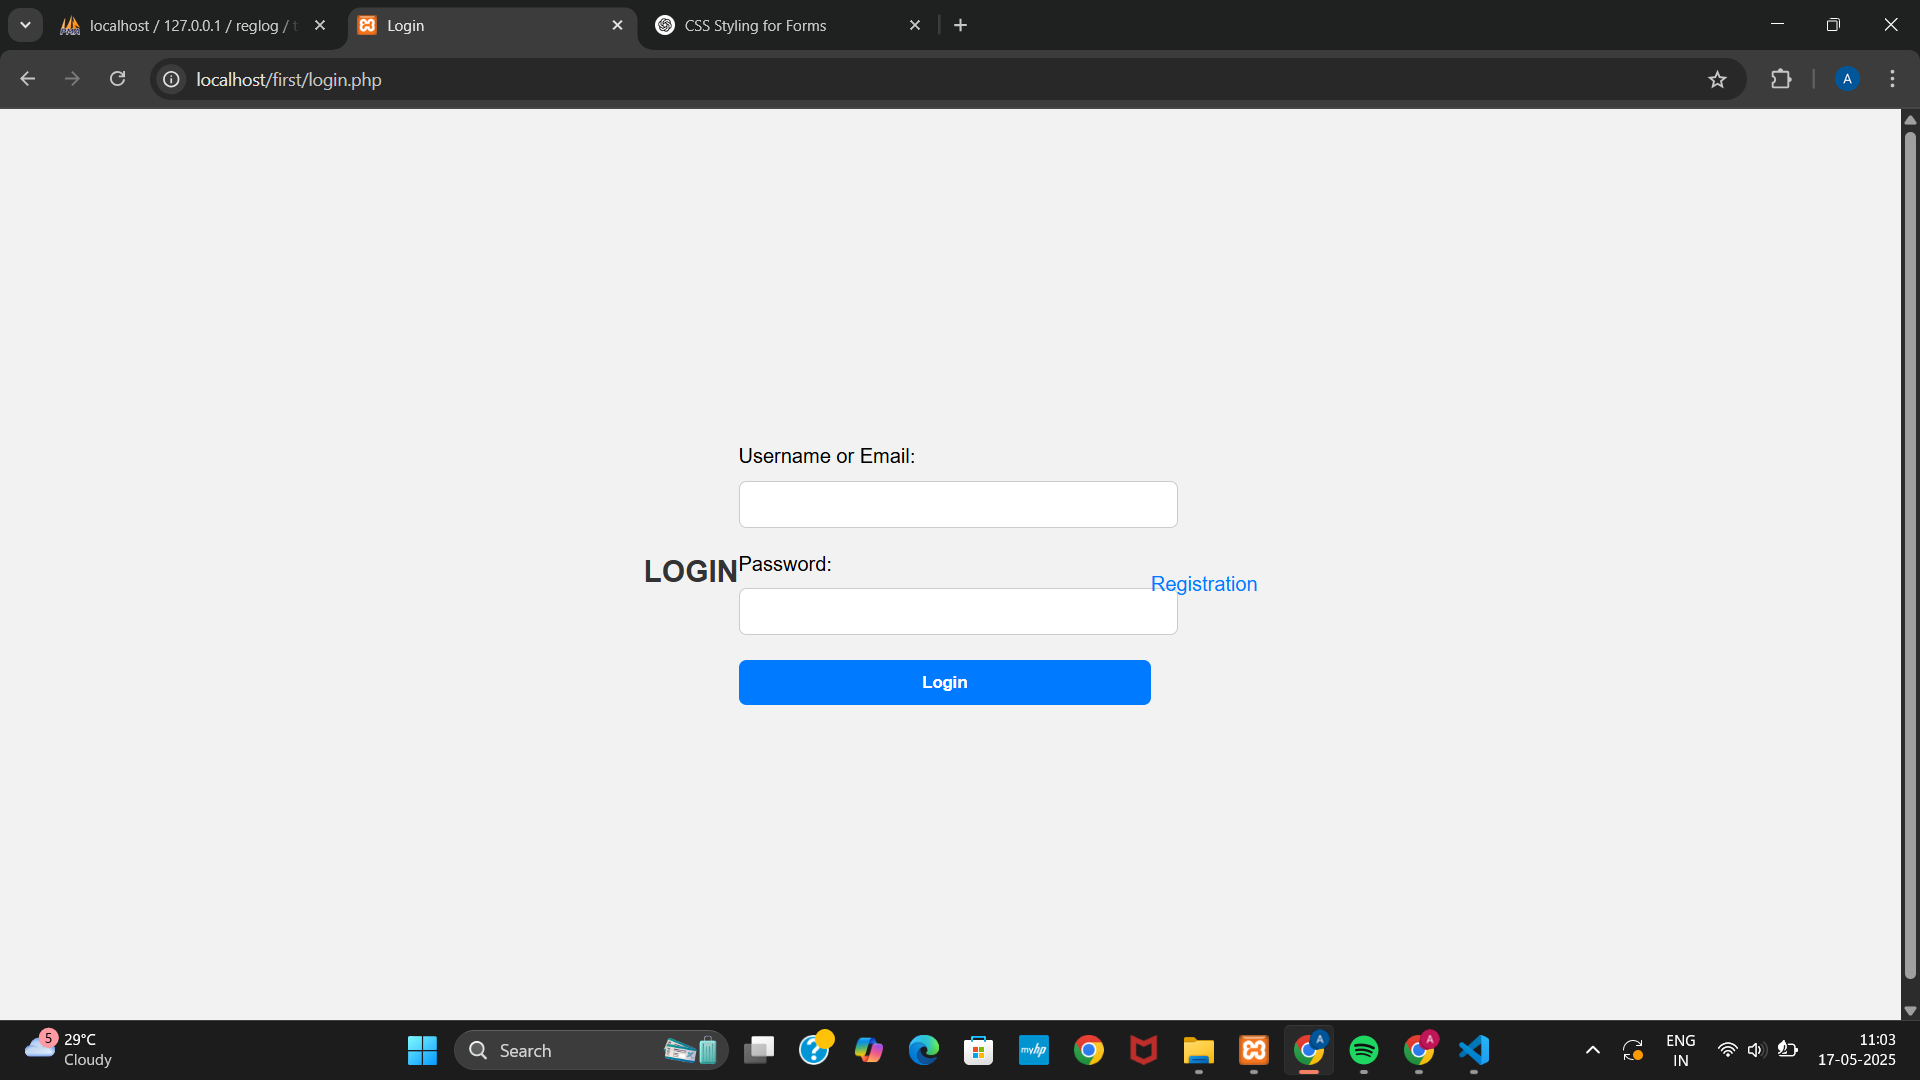 localhost / 127.0.0.1 / reglog / t
Login
CSS Styling for Forms
localhost/first/login.php
A
Username or Email:
LOGIN
Password:
Registration
Login
5
29°C
Cloudy
Search
myhp
A
A
ENG
IN
11:03
17-05-2025